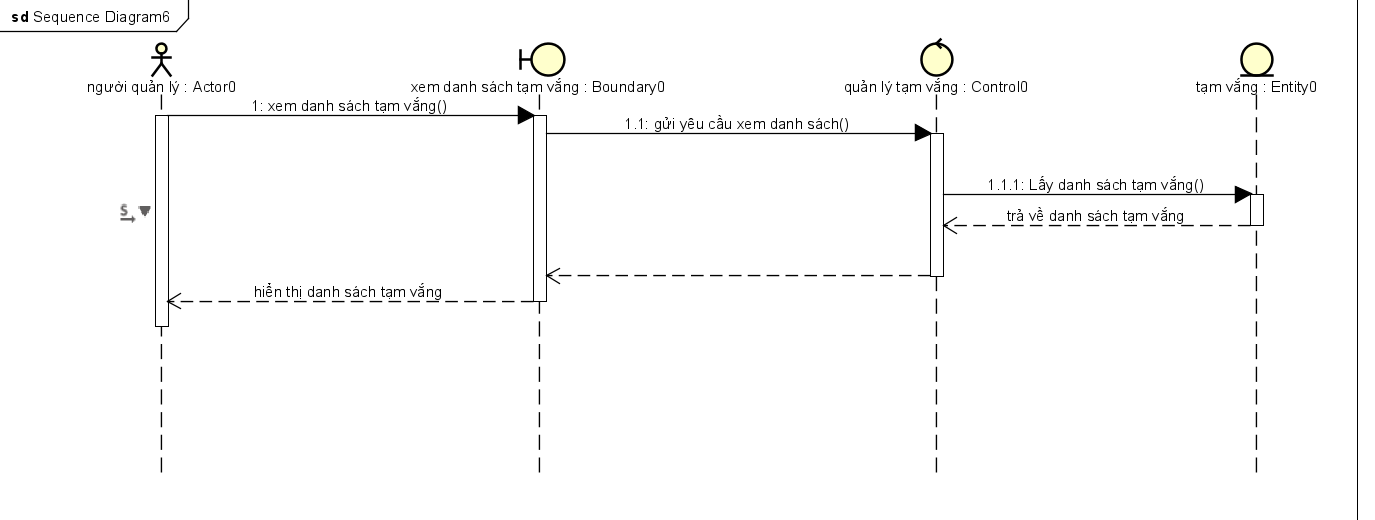 sd Sequence Diagram6
người quản lý : Actor0
xem danh sách tạm vắng : Boundary0
quản lý tạm vắng : Control0
tạm vắng : Entity0
1: xem danh sách tạm vắng()
1.1: gửi yêu cầu xem danh sách()
1.1.1: Lấy danh sách tạm vắng()
S
trả về danh sách tạm vắng
hiển thị danh sách tạm vắng